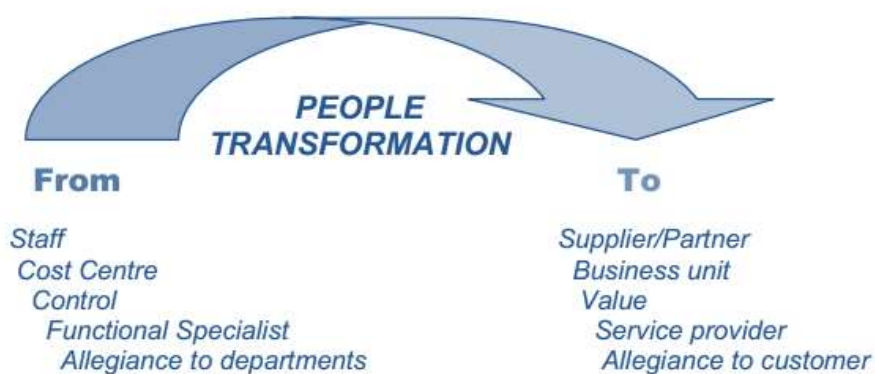 PEOPLE
TRANSFORMATION
From
To
Staff
Supplier/Partner
Cost Centre
Business unit
Control
Value
Functional Specialist
Service provider
Allegiance to departments
Allegiance to customer